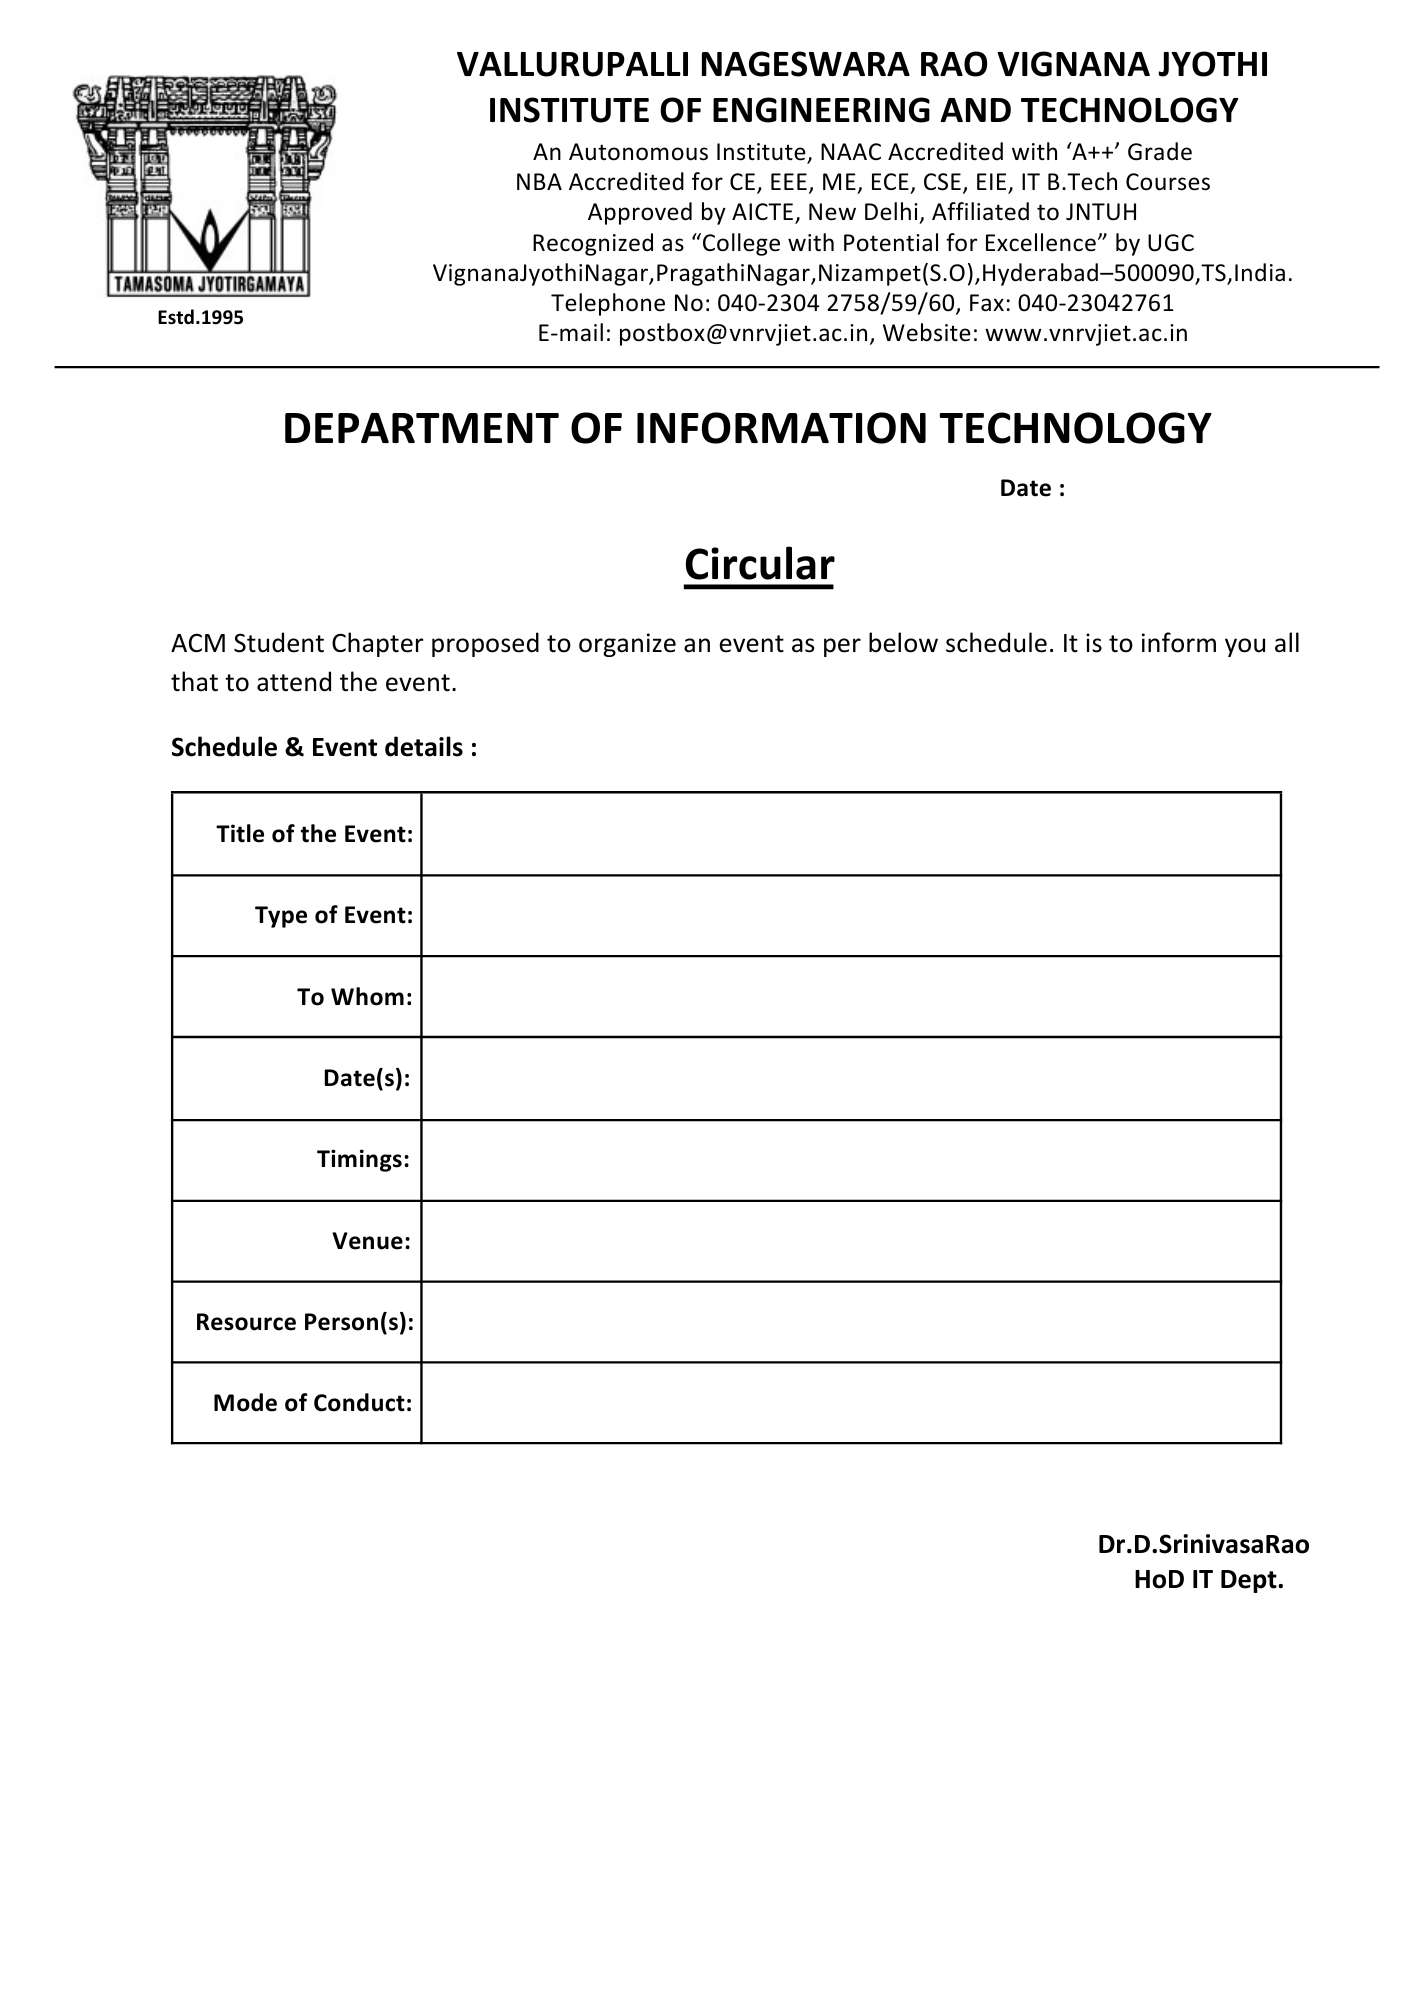 VALLURUPALLI NAGESWARA RAO VIGNANA JYOTHI
INSTITUTE OF ENGINEERING AND TECHNOLOGY
An Autonomous Institute, NAAC Accredited with ‘A++’ Grade
NBA Accredited for CE, EEE, ME, ECE, CSE, EIE, IT B.Tech Courses
Approved by AICTE, New Delhi, Affiliated to JNTUH
Recognized as “College with Potential for Excellence” by UGC
VignanaJyothiNagar,PragathiNagar,Nizampet(S.O),Hyderabad–500090,TS,India.
Telephone No: 040-2304 2758/59/60, Fax: 040-23042761
E-mail: postbox@vnrvjiet.ac.in, Website: www.vnrvjiet.ac.in
TAMASOMA JYOTIRGAMAYA
Estd.1995
DEPARTMENT OF INFORMATION TECHNOLOGY
Date :
Circular
ACM Student Chapter proposed to organize an event as per below schedule. It is to inform you all
that to attend the event.
Schedule & Event details :
Title of the Event:
Type of Event:
To Whom:
Date(s):
Timings:
Venue:
Resource Person(s):
Mode of Conduct:
Dr.D.SrinivasaRao
HoD IT Dept.